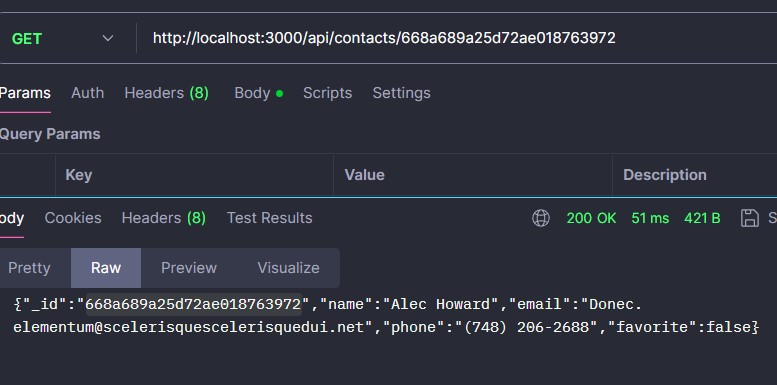 GET http://localhost:3000/api/contacts/668a689a25d72ae018763972
Params Auth Headers (8) Body Scripts Settings
Query Params
Key Value Description
ody Cookies Headers (8) Test Results 200 OK 51 ms 421 B S
Pretty Raw Preview Visualize
{"_id":"668a689a25d72ae018763972","name":"Alec Howard","email":"Donec.
elementum@scelerisquescelerisquedui.net","phone":"(748) 206-2688","favorite":false}